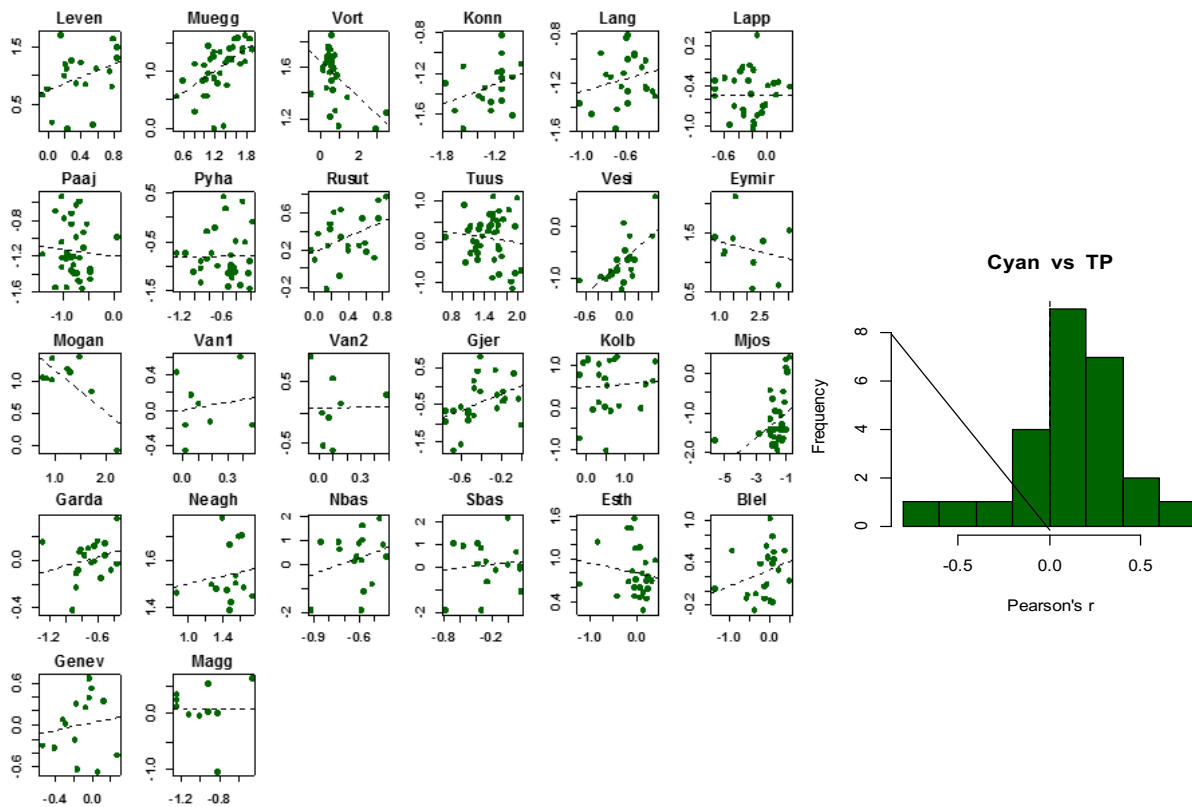 Leven Muegg Vort Konn Lang Lapp
0.5 1.5
0.0 1.0
1.2 1.4 1.6
-1.6 -1.4 -1.2 -0.8
-1.6 -1.2 -0.8
-1.0 -0.4 0.2
0.0 0.4 0.8
0.6 1.2 1.8
0 2
-1.8 -1.2
-1.0 -0.6
-0.6 0.0
Paaj Pyha Rusut Tuus Vesi Eymir
-1.6 -1.2 -0.8
-1.5 -0.5 0.5
-0.2 0.2 0.6
-1.0 0.0 1.0
-1.0 0.0
0.5 1.5
-1.0 0.0
-1.2 -0.6
0.0 0.4 0.8
0.8 1.4 2.0
-0.6 0.0
1.0 2.5
Cyan vs TP
Mogan Van1 Van2 Gjer Kolb Mjos
0.0 0.5 1.0
-0.4 0.0 0.4
-0.5 0.5
-1.5 -0.5 0.5
-1.0 0.0 1.0
-2.0 -1.0 0.0
1.0 2.0
0.0 0.3
0.0 0.3
-0.6 -0.2
0.0 1.0
-5 -3 -1
Frequency
0 2 4 6 8
-0.5 0.0 0.5
Pearson's r
Garda Neagh Nbas Sbas Esth Blel
-0.4 0.0
1.4 1.6
-2 0 1 2
-2 0 1 2
0.4 1.0 1.6
-0.2 0.4 1.0
-1.2 -0.6
1.0 1.4
-0.9 -0.6
-0.8 -0.2
-1.0 0.0
-1.0 0.0
Genev Magg
-0.6 0.0 0.6
-1.0 0.0
-0.4 0.0
-1.2 -0.8